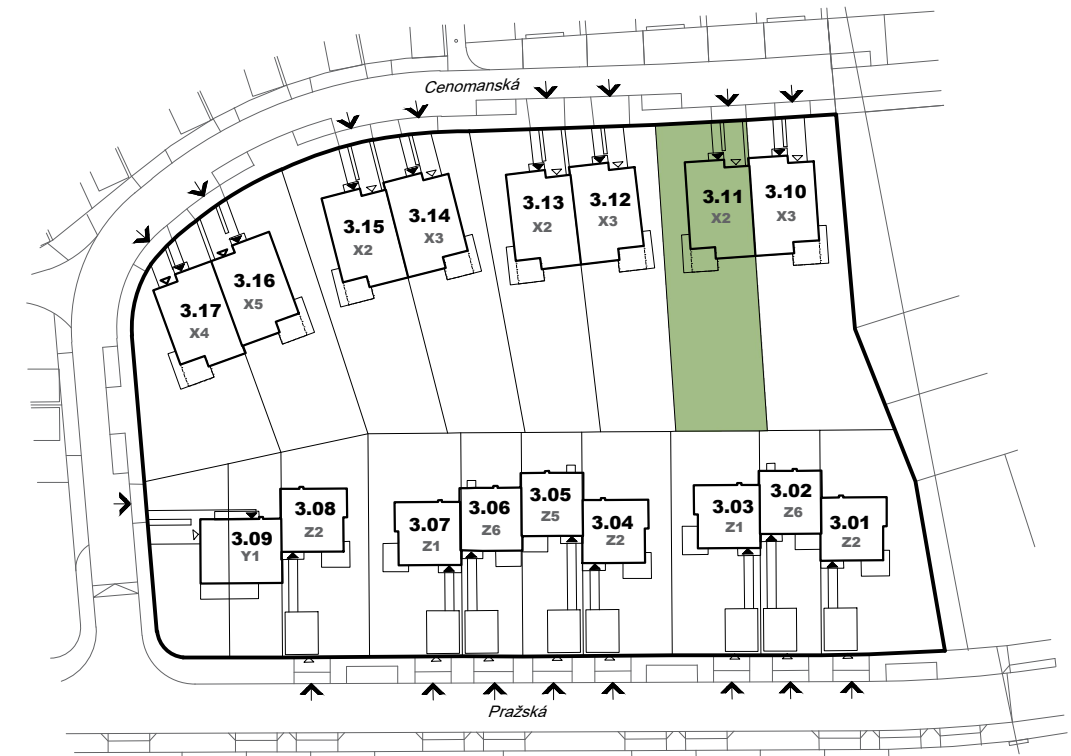 Cenomanská
3.17
X4
3.16
X5
3.15
X2
3.14
X3
3.13
X2
3.12
X3
3.11
X2
3.10
X3
3.09
Y1
3.08
Z2
3.07
Z1
3.06
Z6
3.05
Z5
3.04
Z2
3.03
Z1
3.02
Z6
3.01
Z2
Pražská